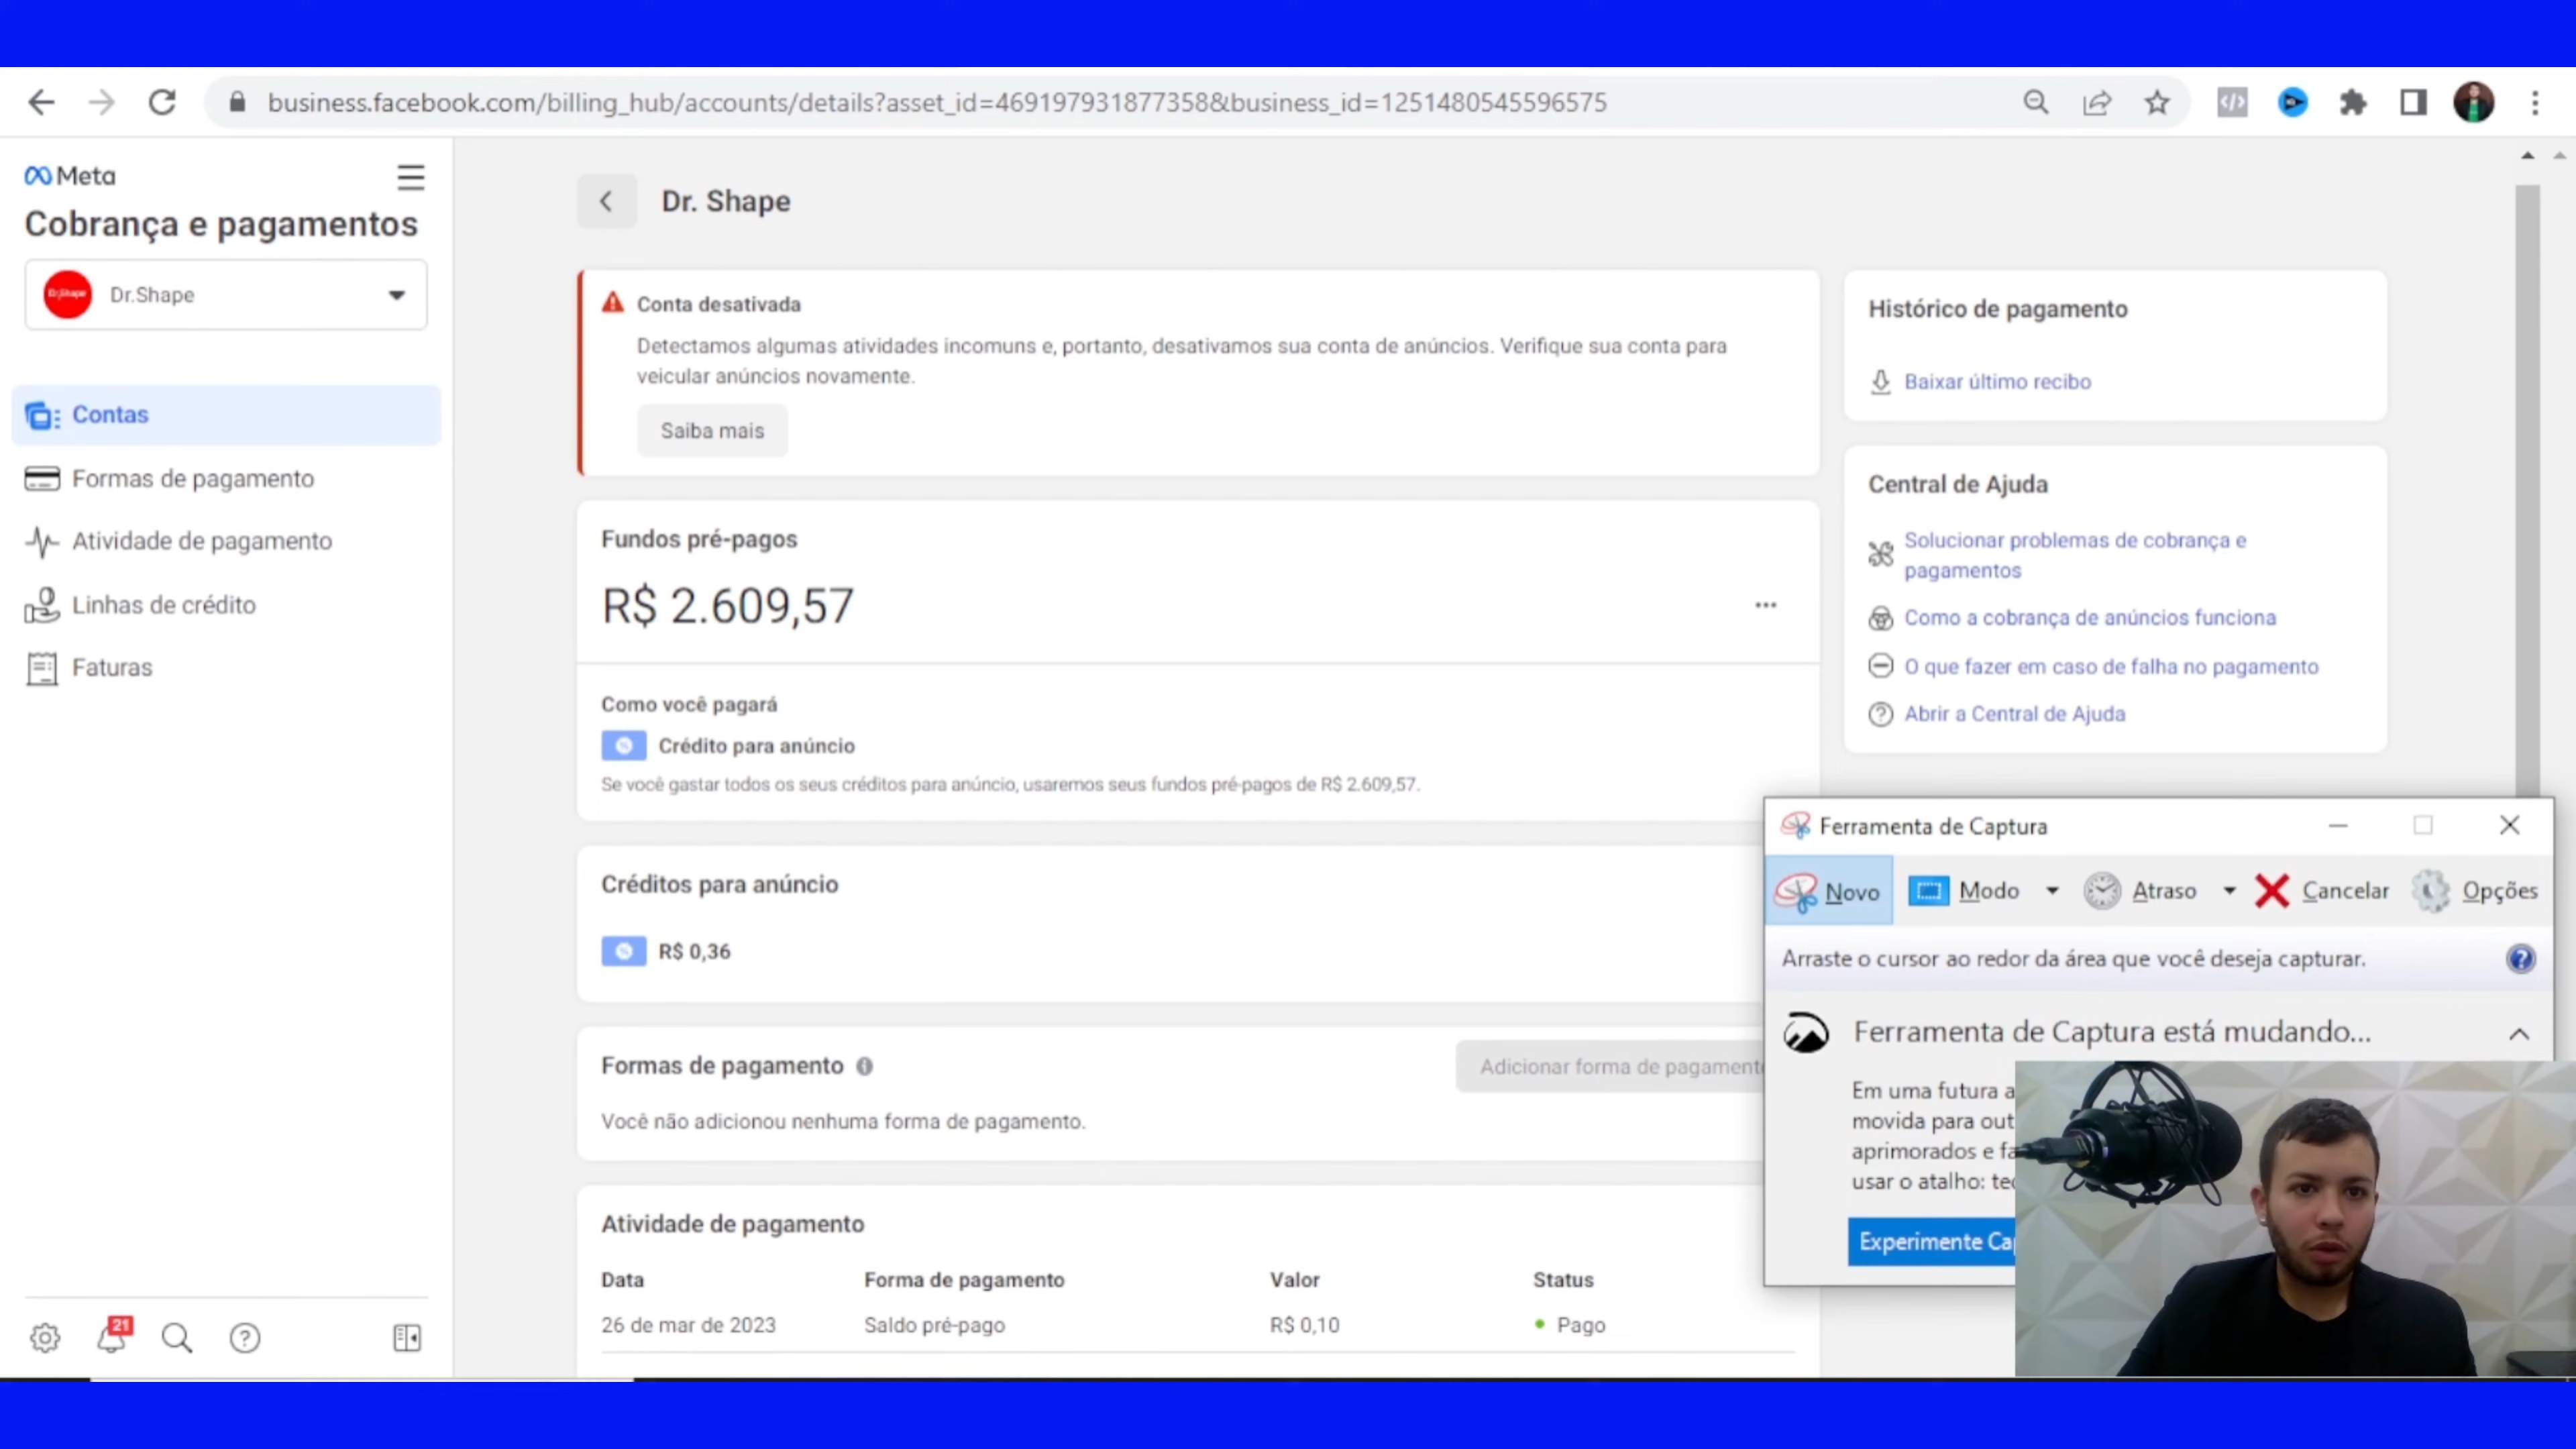 business.facebook.com/billing_hub/accounts/details?asset_id=469197931877358&business_id=1251480545596575
Meta
Cobrança e pagamentos
Dr.Shape
Dr.Shape
Contas
Formas de pagamento
Atividade de pagamento
Linhas de crédito
Faturas
21
Dr. Shape
Conta desativada
Detectamos algumas atividades incomuns e, portanto, desativamos sua conta de anúncios. Verifique sua conta para
veicular anúncios novamente.
Saiba mais
Fundos pré-pagos
R$ 2.609,57
Como você pagará
Crédito para anúncio
Se você gastar todos os seus créditos para anúncio, usaremos seus fundos pré-pagos de R$ 2.609,57.
Créditos para anúncio
R$ 0,36
Formas de pagamento
Adicionar forma de pagamento
Você não adicionou nenhuma forma de pagamento.
Atividade de pagamento
Data Forma de pagamento Valor Status
26 de mar de 2023 Saldo pré-pago R$ 0,10 Pago
Histórico de pagamento
Baixar último recibo
Central de Ajuda
Solucionar problemas de cobrança e
pagamentos
Como a cobrança de anúncios funciona
O que fazer em caso de falha no pagamento
Abrir a Central de Ajuda
Ferramenta de Captura
Novo Modo Atraso Cancelar Opções
Arraste o cursor ao redor da área que você deseja capturar.
Ferramenta de Captura está mudando...
Em uma futura
movida para
aprimorados e
usar o atalho:
Experimente